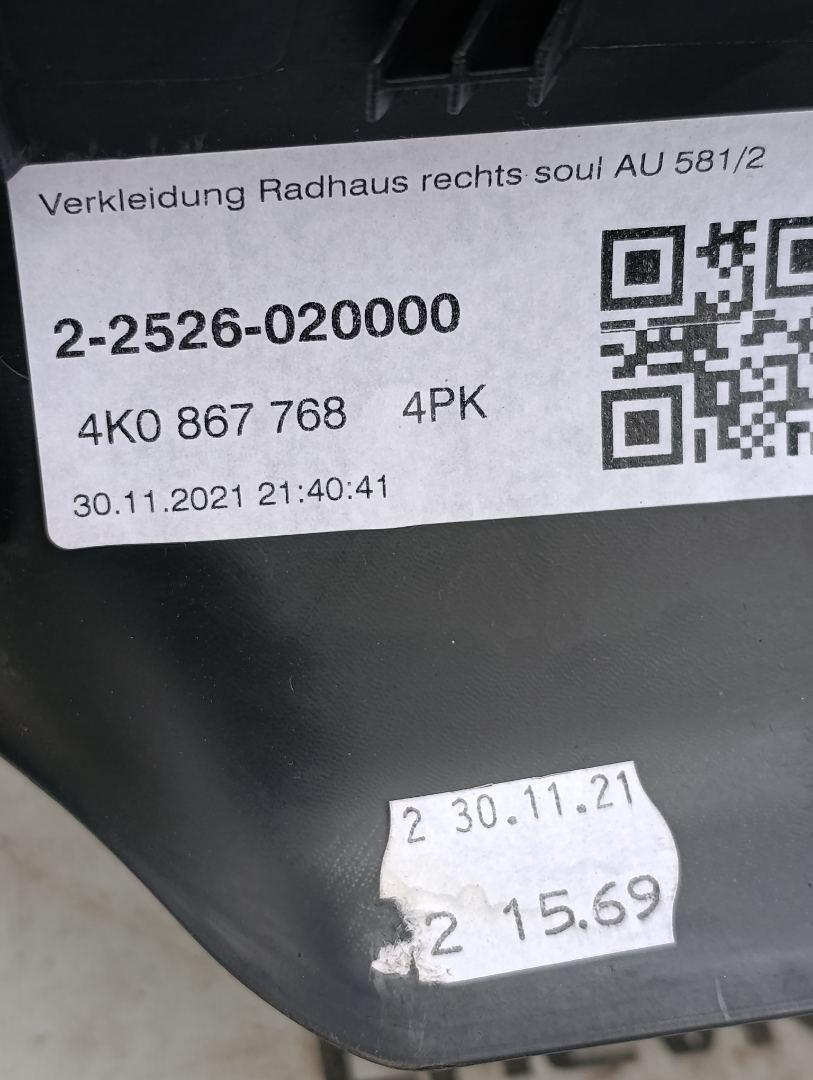 Verkleidung Radhaus rechts soul AU 581/2
2-2526-020000
4K0 867 768 4PK
30.11.2021 21:40:41
2 30.11.21
2 15.69